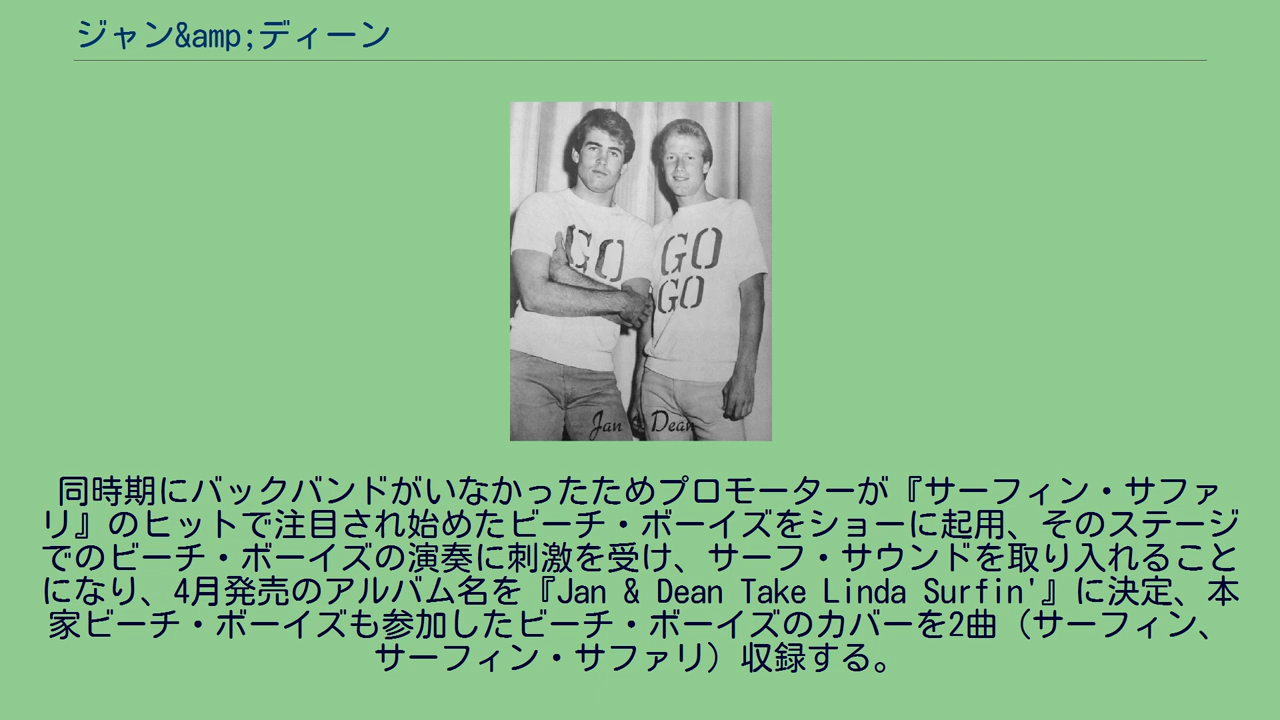 ジャン&amp;ディーン
GO
GO
GO
Jan & Dean
同時期にバックバンドがいなかったためプロモーターが『サーフィン・サファ
リ』のヒットで注目され始めたビーチ・ボーイズをショーに起用、そのステージ
でのビーチ・ボーイズの演奏に刺激を受け、サーフ・サウンドを取り入れること
になり、4月発売のアルバム名を『Jan & Dean Take Linda Surfin'』に決定、本
家ビーチ・ボーイズも参加したビーチ・ボーイズのカバーを2曲（サーフィン、
サーフィン・サファリ）収録する。